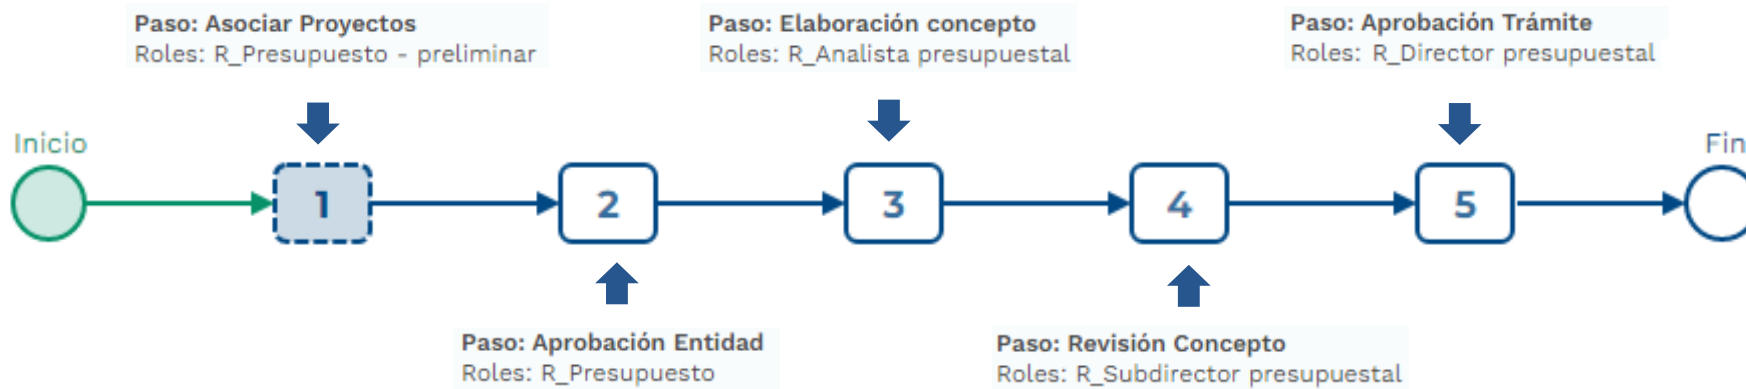 Paso: Asociar Proyectos
Roles: R_Presupuesto - preliminar
Paso: Elaboración concepto
Roles: R_Analista presupuestal
Paso: Aprobación Trámite
Roles: R_Director presupuestal
Inicio
Fin
1
2
3
4
5
Paso: Aprobación Entidad
Roles: R_Presupuesto
Paso: Revisión Concepto
Roles: R_Subdirector presupuestal